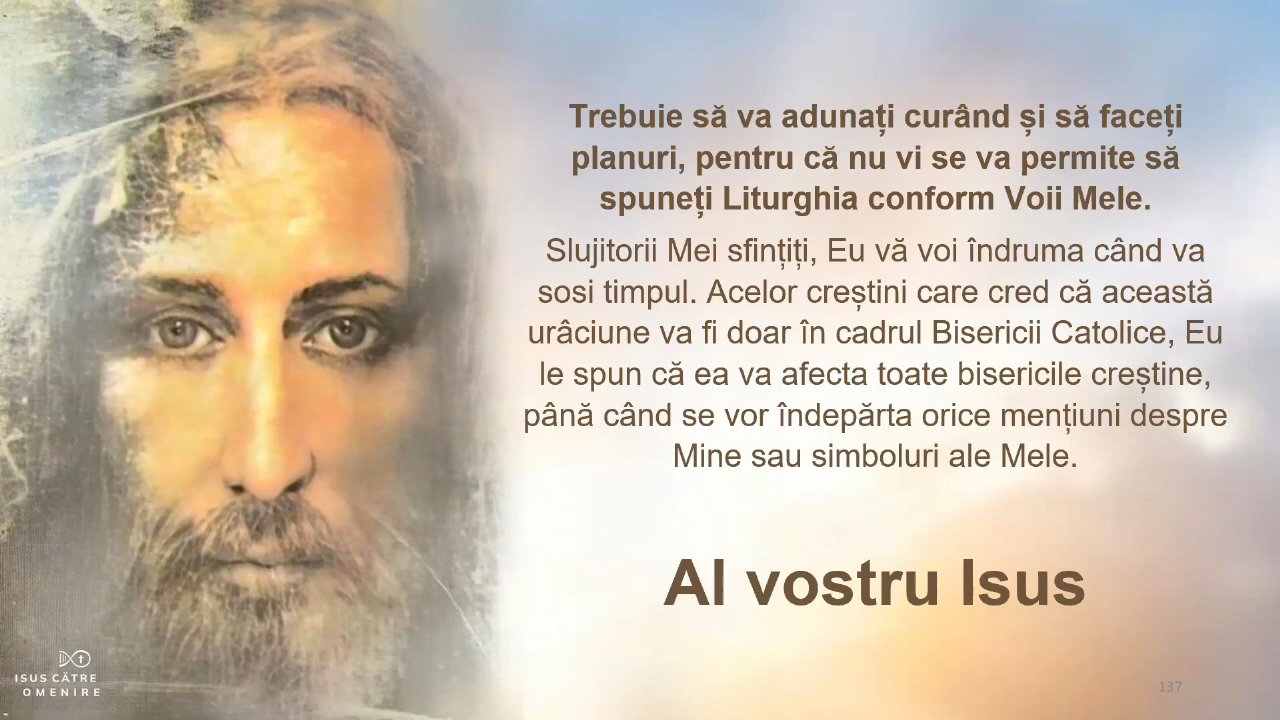 Trebuie să va adunați curând și să faceți
planuri, pentru că nu vi se va permite să
spuneți Liturghia conform Voii Mele.
Slujitorii Mei sfințiți, Eu vă voi îndruma când va
sosi timpul. Acelor creștini care cred că această
urâciune va fi doar în cadrul Bisericii Catolice, Eu
le spun că ea va afecta toate bisericile creștine,
până când se vor îndepărta orice mențiuni despre
Mine sau simboluri ale Mele.
Al vostru Isus
ISUS CĂTRE
OMENIRE
137